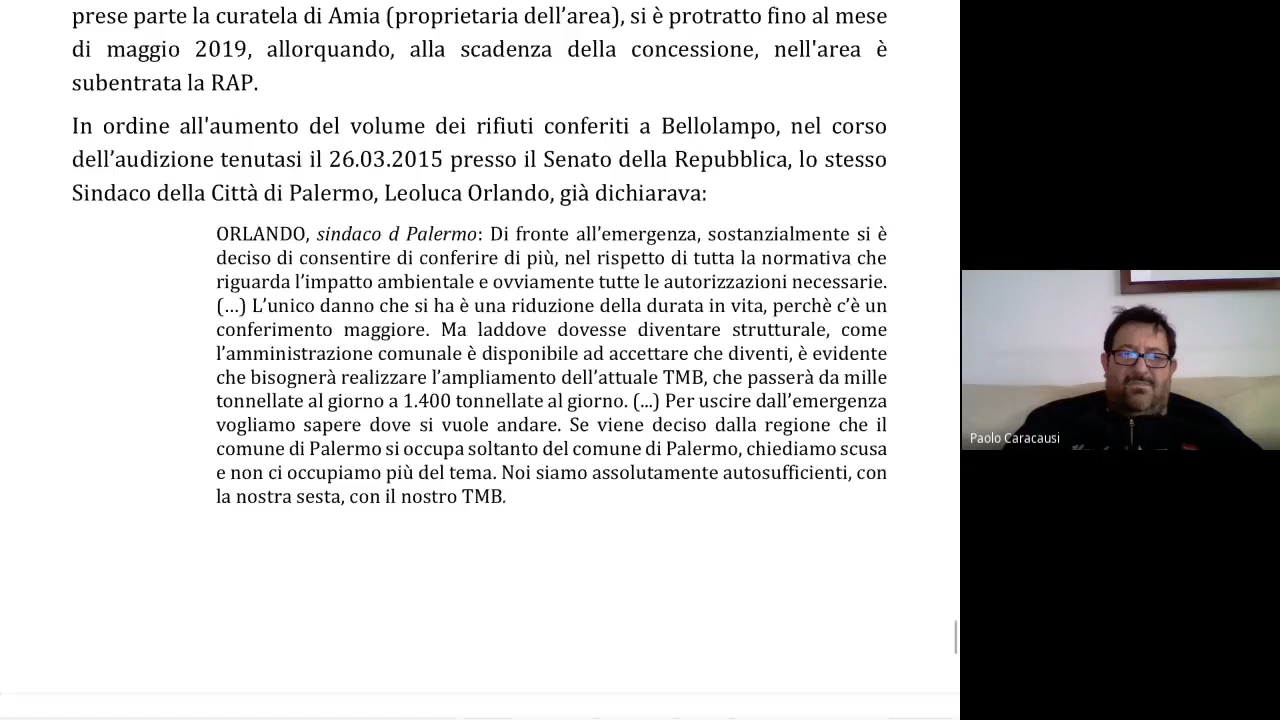 prese parte la curatela di Amia (proprietaria dell’area), si è protratto fino al mese
di maggio 2019, allorquando, alla scadenza della concessione, nell'area è
subentrata la RAP.
In ordine all'aumento del volume dei rifiuti conferiti a Bellolampo, nel corso
dell’audizione tenutasi il 26.03.2015 presso il Senato della Repubblica, lo stesso
Sindaco della Città di Palermo, Leoluca Orlando, già dichiarava:
ORLANDO, sindaco d Palermo: Di fronte all’emergenza, sostanzialmente si è
deciso di consentire di conferire di più, nel rispetto di tutta la normativa che
riguarda l’impatto ambientale e ovviamente tutte le autorizzazioni necessarie.
(…) L’unico danno che si ha è una riduzione della durata in vita, perchè c’è un
conferimento maggiore. Ma laddove dovesse diventare strutturale, come
l’amministrazione comunale è disponibile ad accettare che diventi, è evidente
che bisognerà realizzare l’ampliamento dell’attuale TMB, che passerà da mille
tonnellate al giorno a 1.400 tonnellate al giorno. (...) Per uscire dall’emergenza
vogliamo sapere dove si vuole andare. Se viene deciso dalla regione che il
comune di Palermo si occupa soltanto del comune di Palermo, chiediamo scusa
e non ci occupiamo più del tema. Noi siamo assolutamente autosufficienti, con
la nostra sesta, con il nostro TMB.
Paolo Caracausi